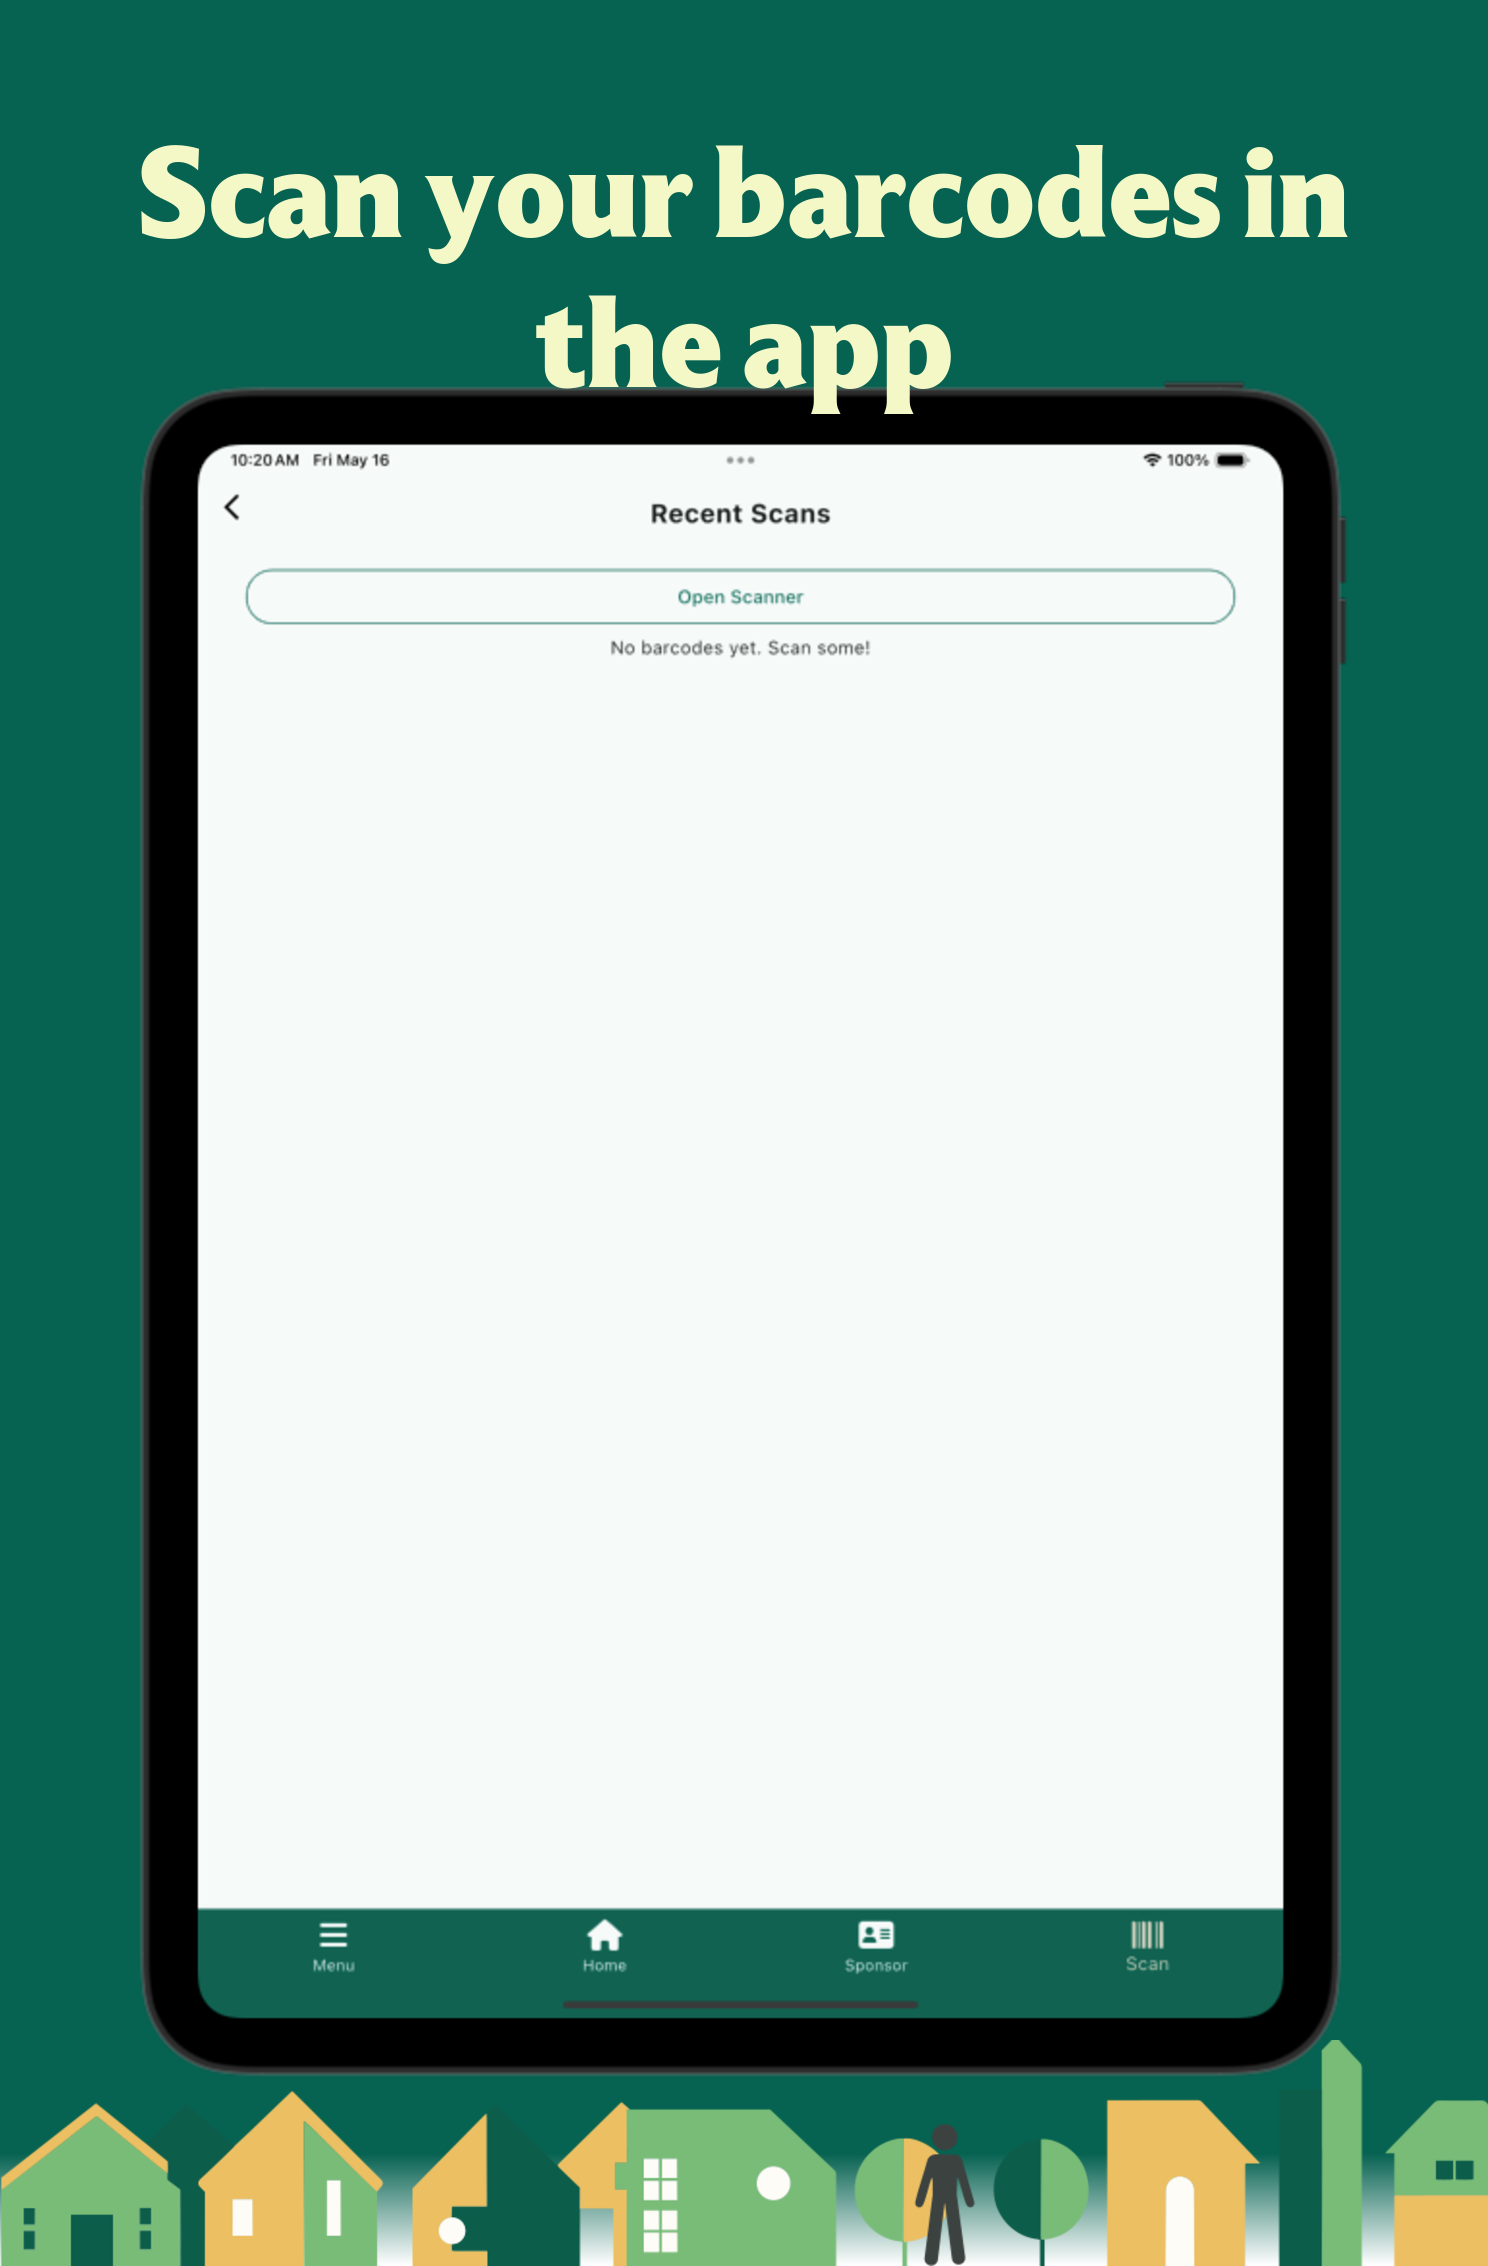 Scan your barcodes in
the app
10:20 AM Fri May 16
100%
Recent Scans
Open Scanner
No barcodes yet. Scan some!
Menu Home Sponsor Scan